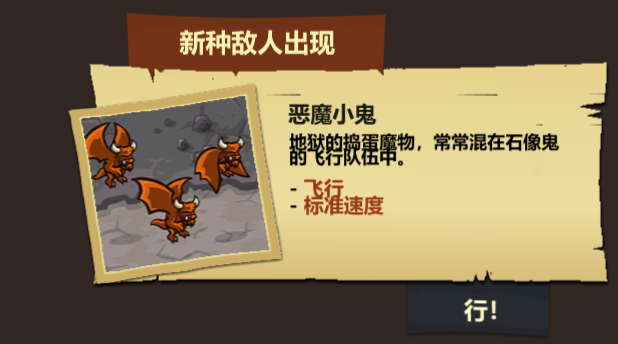 新种敌人出现
恶魔小鬼
地狱的捣蛋魔物，常常混在石像鬼
的飞行队伍中。
- 飞行
- 标准速度
行！